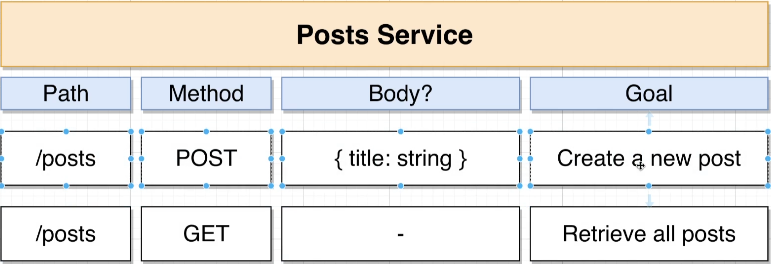 Posts Service
Path Method Body? Goal
/posts POST { title: string } Create a new post
/posts GET - Retrieve all posts